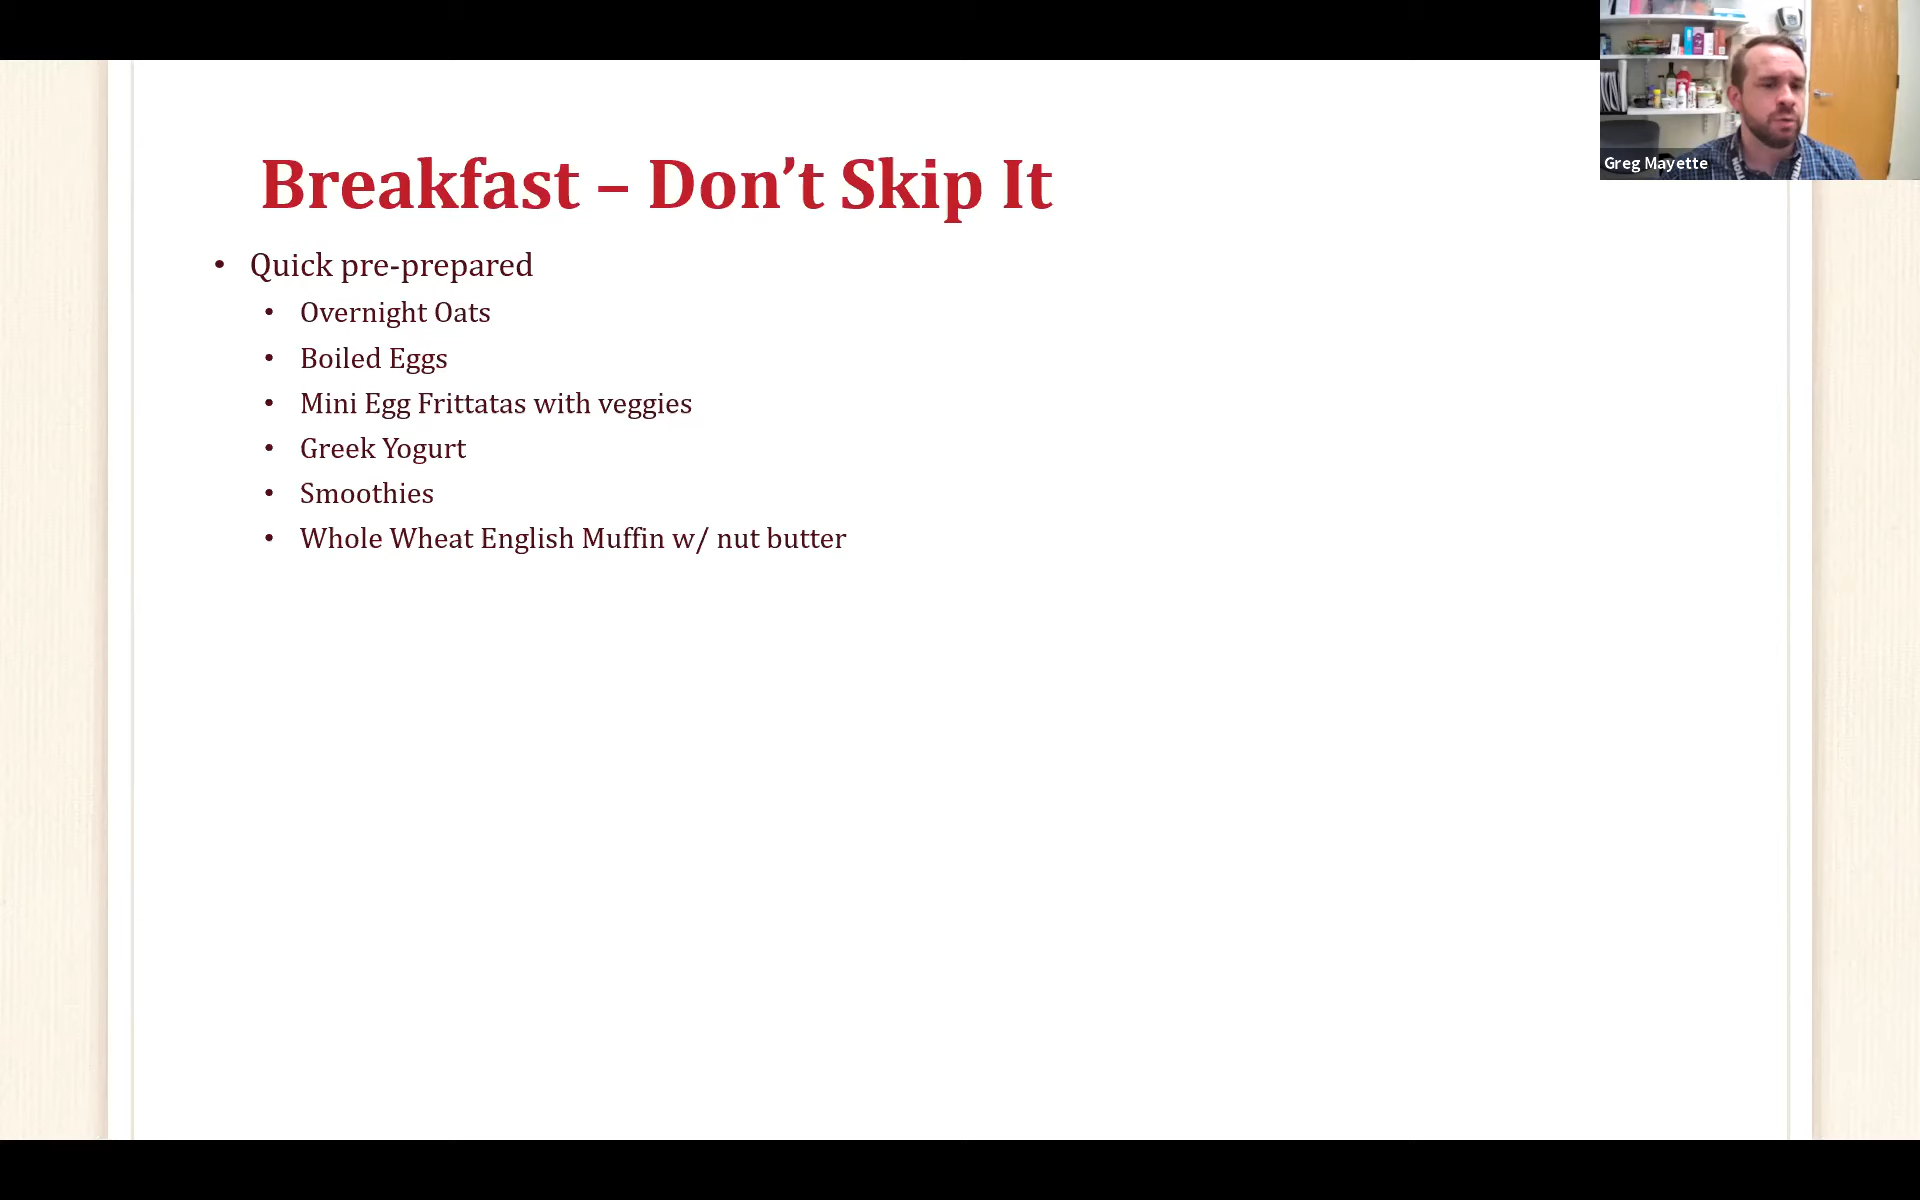 Breakfast – Don’t Skip It
• Quick pre-prepared
• Overnight Oats
• Boiled Eggs
• Mini Egg Frittatas with veggies
• Greek Yogurt
• Smoothies
• Whole Wheat English Muffin w/ nut butter
Greg Mayette